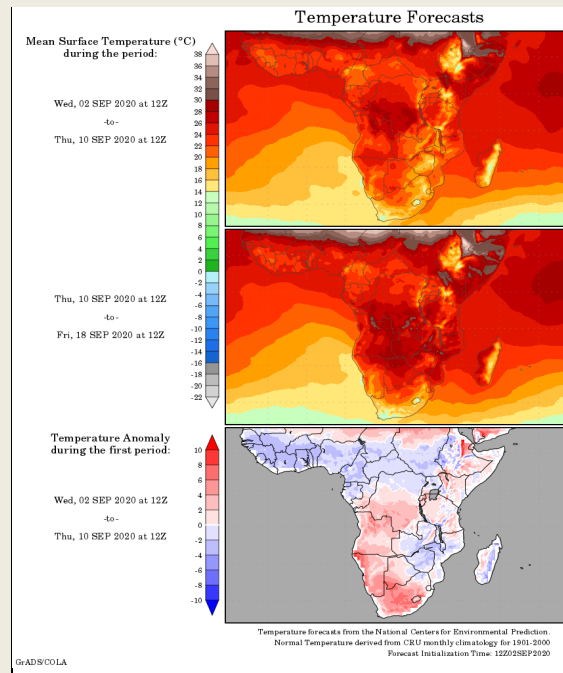 Temperature Forecasts
Mean Surface Temperature (°C)
during the period:
Wed, 02 SEP 2020 at 12Z
-to-
Thu, 10 SEP 2020 at 12Z
38
36
34
32
30
28
26
24
22
20
18
16
14
12
10
8
6
4
2
0
-2
-4
-6
-8
-10
-12
-14
-16
-18
-20
-22
Thu, 10 SEP 2020 at 12Z
-to-
Fri, 18 SEP 2020 at 12Z
Temperature Anomaly
during the first period:
Wed, 02 SEP 2020 at 12Z
-to-
Thu, 10 SEP 2020 at 12Z
10
8
6
4
2
0
-2
-4
-6
-8
-10
Temperature forecasts from the National Centers for Environmental Prediction.
Normal Temperature derived from CRU monthly climatology for 1901-2000
Forecast Initialization Time: 12Z02SEP2020
GrADS/COLA